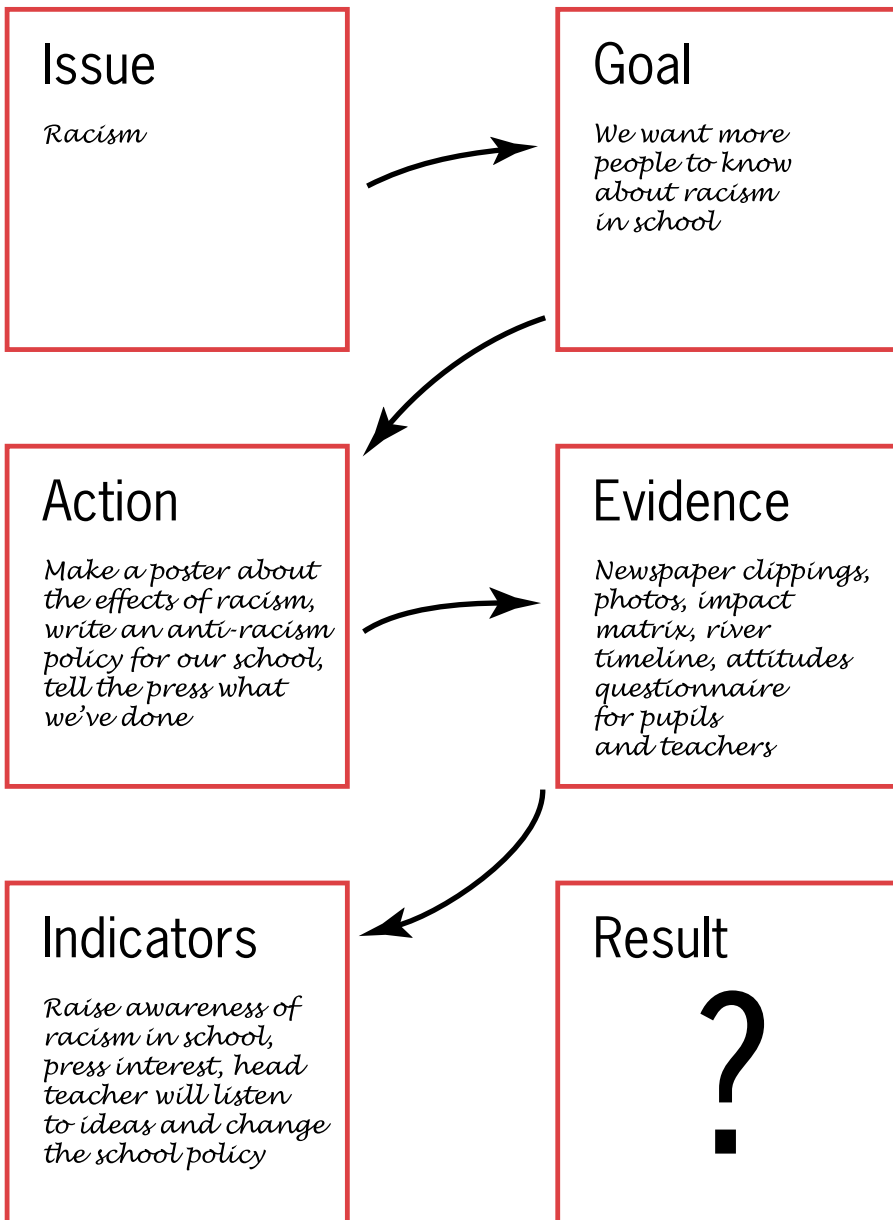 Issue
Racism
Goal
We want more
people to know
about racism
in school
Action
Make a poster about
the effects of racism,
write an anti-racism
policy for our school,
tell the press what
we've done
Evidence
Newspaper clippings,
photos, impact
matrix, river
timeline, attitudes
questionnaire
for pupils
and teachers
Indicators
Raise awareness of
racism in school,
press interest, head
teacher will listen
to ideas and change
the school policy
Result
?